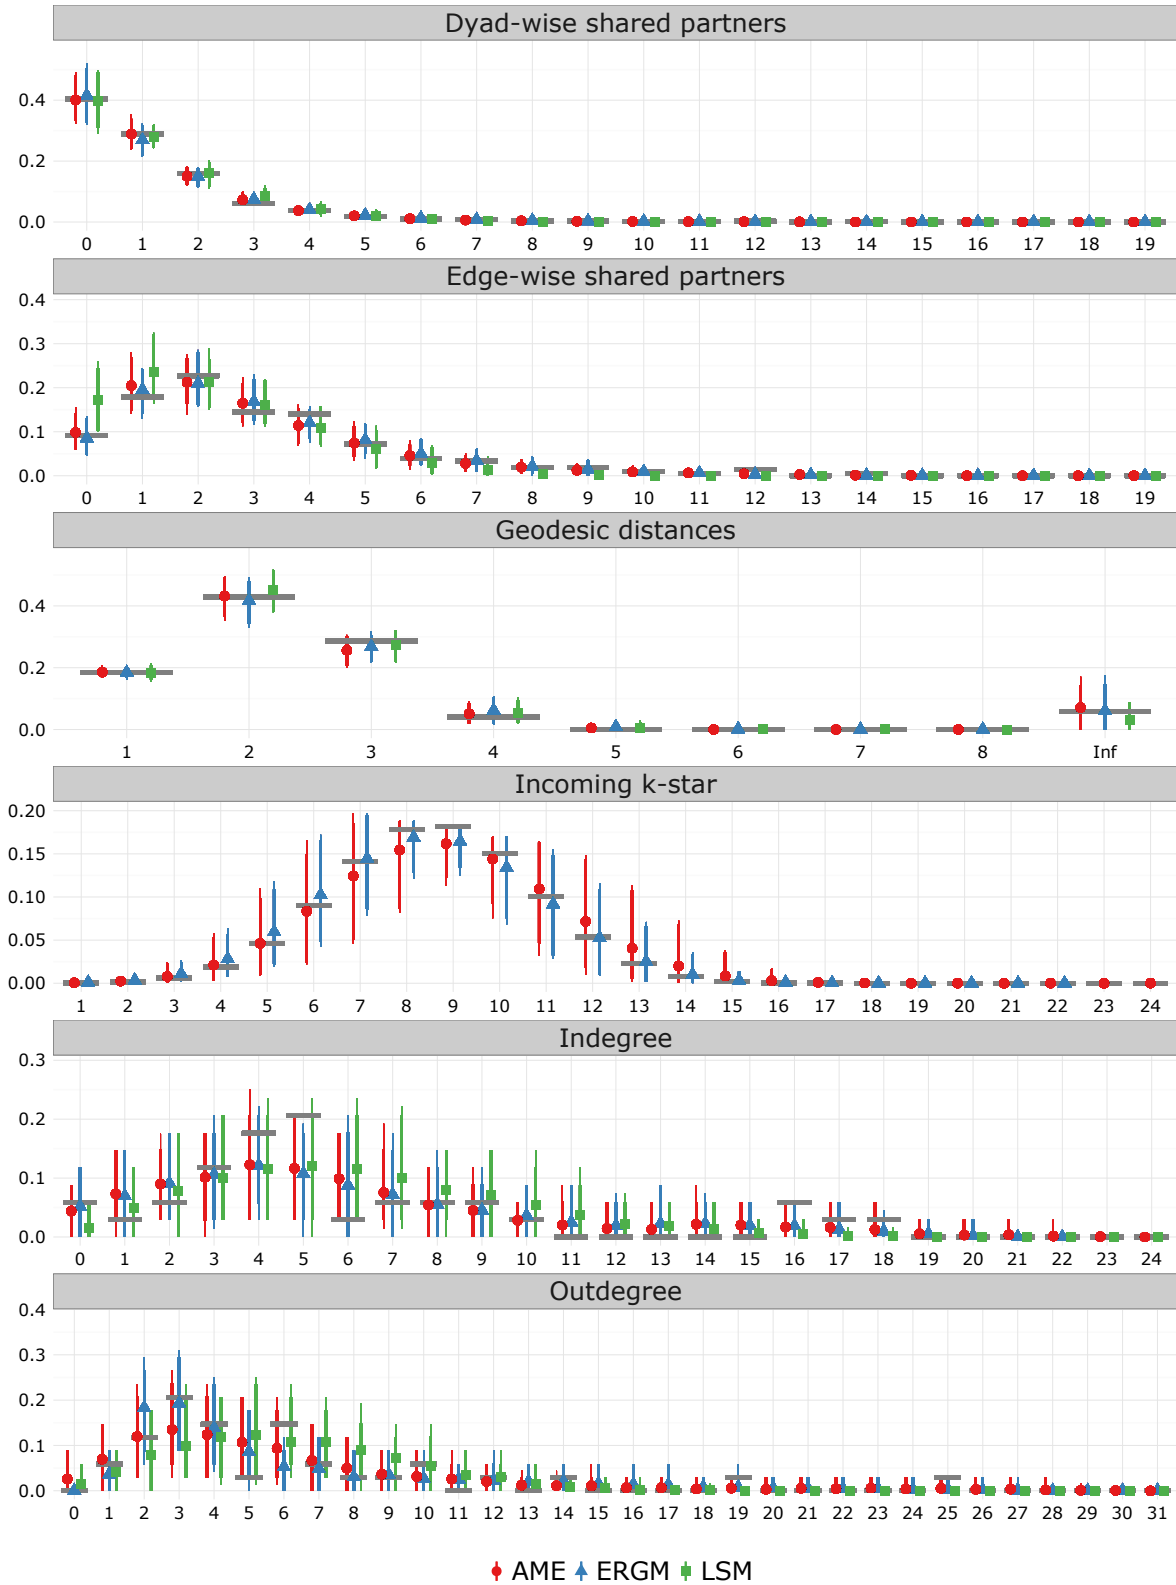 Dyad-wise shared partners
0.4
0.2
0.0
0 1 2 3 4 5 6 7 8 9 10 11 12 13 14 15 16 17 18 19
Edge-wise shared partners
0.4
0.3
0.2
0.1
0.0
0 1 2 3 4 5 6 7 8 9 10 11 12 13 14 15 16 17 18 19
Geodesic distances
0.4
0.2
0.0
1 2 3 4 5 6 7 8 Inf
Incoming k-star
0.20
0.15
0.10
0.05
0.00
1 2 3 4 5 6 7 8 9 10 11 12 13 14 15 16 17 18 19 20 21 22 23 24
Indegree
0.3
0.2
0.1
0.0
0 1 2 3 4 5 6 7 8 9 10 11 12 13 14 15 16 17 18 19 20 21 22 23 24
Outdegree
0.4
0.3
0.2
0.1
0.0
0 1 2 3 4 5 6 7 8 9 10 11 12 13 14 15 16 17 18 19 20 21 22 23 24 25 26 27 28 29 30 31
AME ERGM LSM